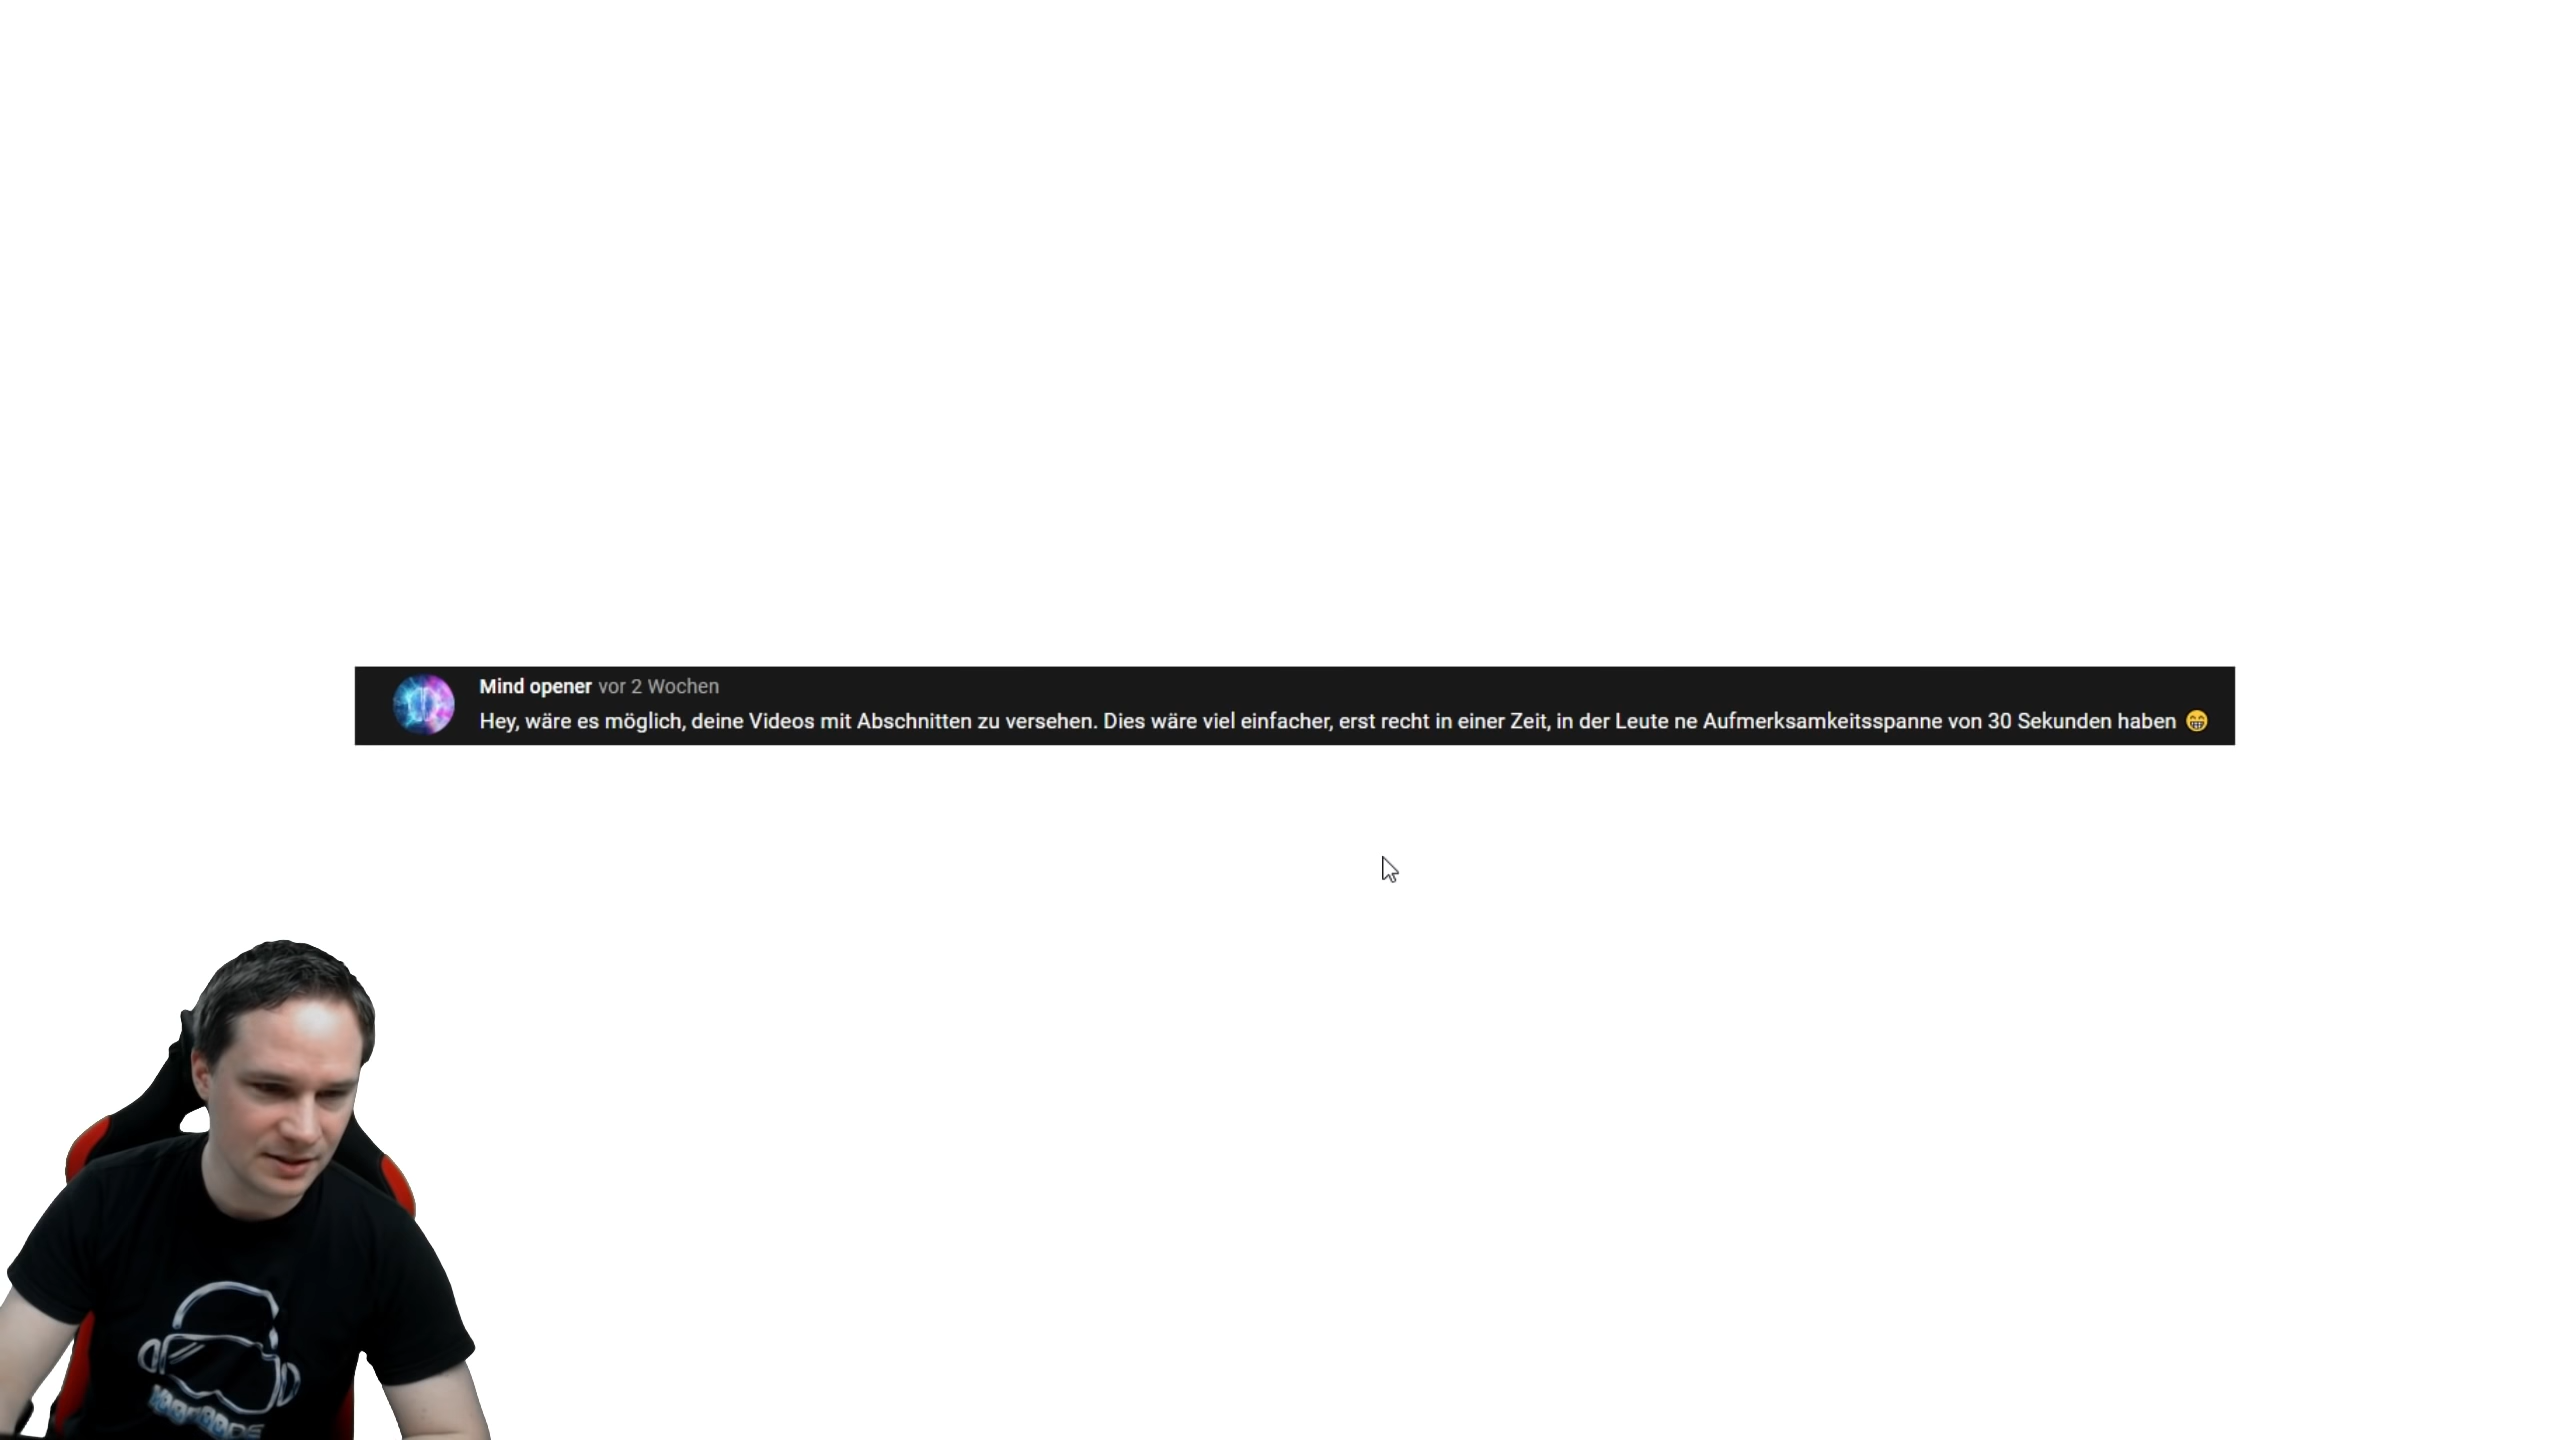 Mind opener vor 2 Wochen
Hey, wäre es möglich, deine Videos mit Abschnitten zu versehen. Dies wäre viel einfacher, erst recht in einer Zeit, in der Leute ne Aufmerksamkeitsspanne von 30 Sekunden haben 😁